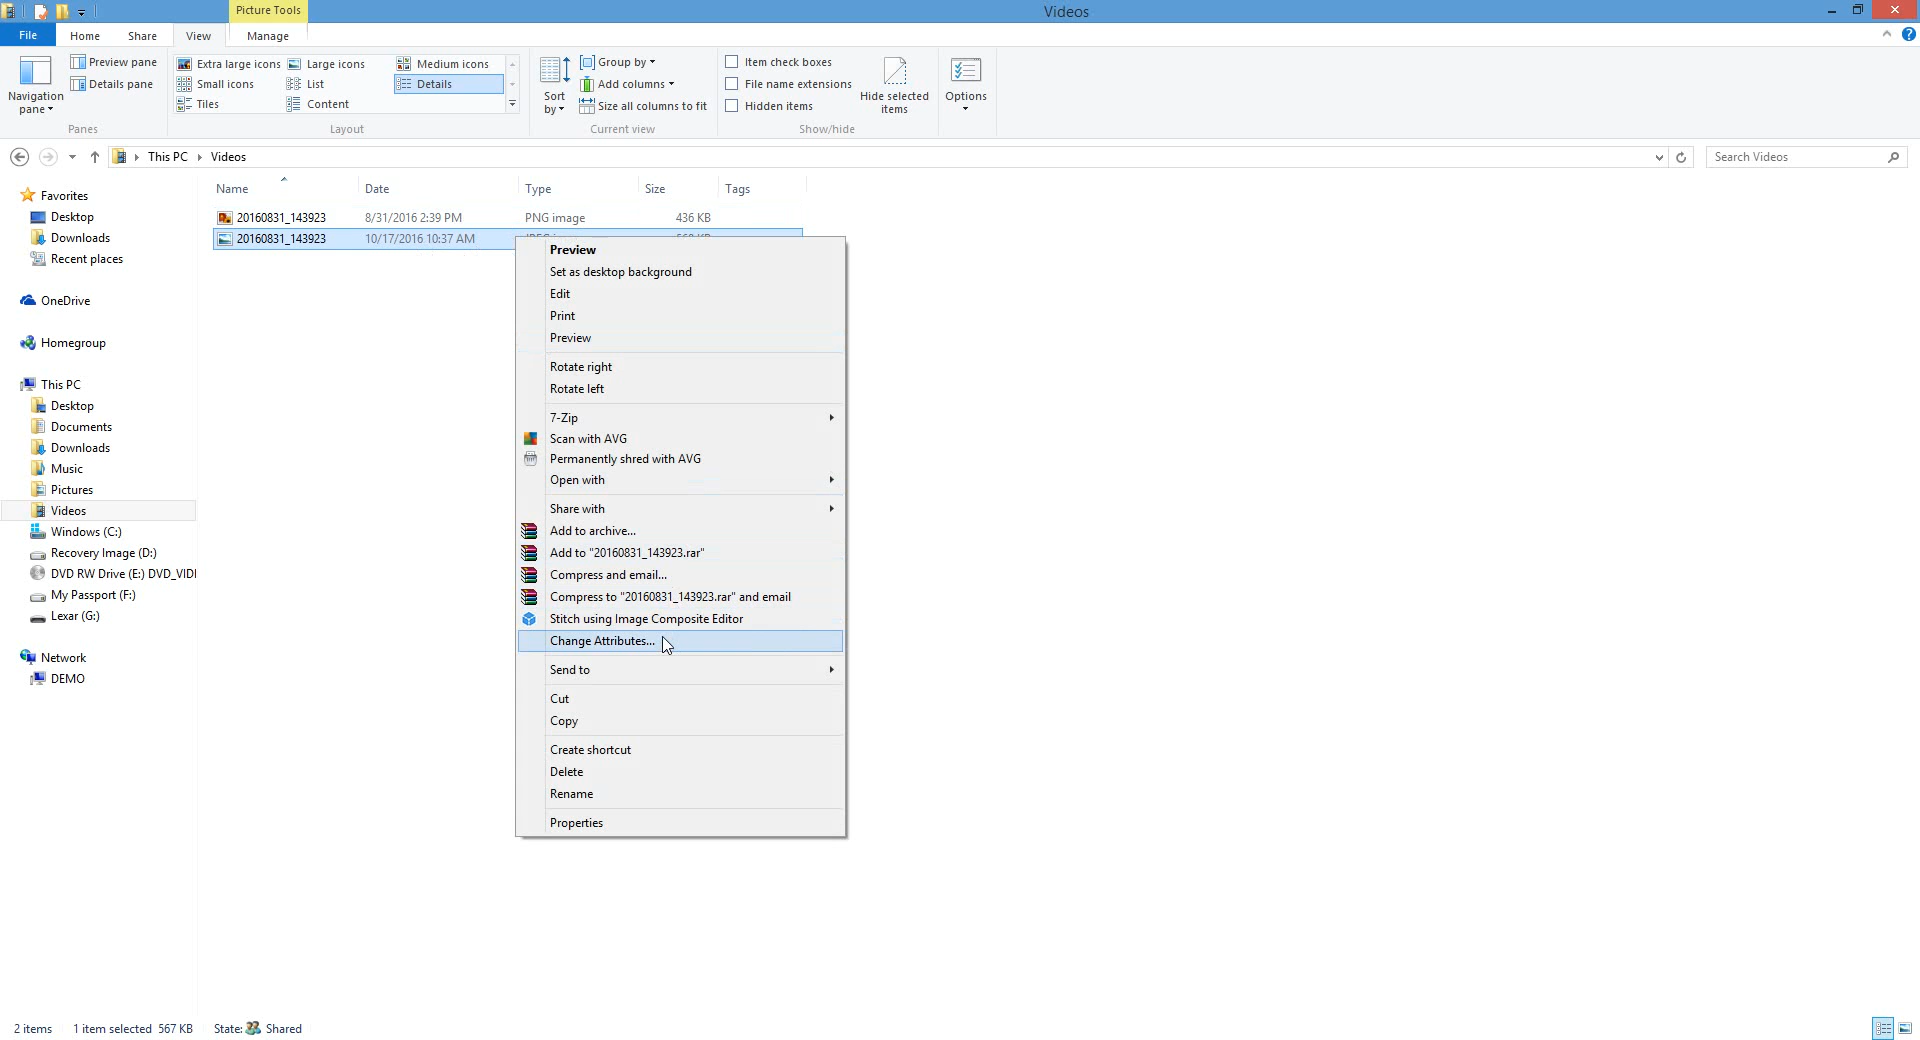 Picture Tools
Videos
File Home Share View Manage
Navigation pane
Preview pane
Details pane
Panes
Extra large icons Large icons Medium icons
Small icons List Details
Tiles Content
Layout
Sort by
Group by
Add columns
Size all columns to fit
Current view
Item check boxes
File name extensions
Hidden items
Hide selected items
Show/hide
Options
This PC Videos
Search Videos
Favorites
Desktop
Downloads
Recent places
OneDrive
Homegroup
This PC
Desktop
Documents
Downloads
Music
Pictures
Videos
Windows (C:)
Recovery Image (D:)
DVD RW Drive (E:) DVD_VIDI
My Passport (F:)
Lexar (G:)
Network
DEMO
Name Date Type Size Tags
20160831_143923 8/31/2016 2:39 PM PNG image 436 KB
20160831_143923 10/17/2016 10:37 AM
Preview
Set as desktop background
Edit
Print
Preview
Rotate right
Rotate left
7-Zip
Scan with AVG
Permanently shred with AVG
Open with
Share with
Add to archive...
Add to "20160831_143923.rar"
Compress and email...
Compress to "20160831_143923.rar" and email
Stitch using Image Composite Editor
Change Attributes...
Send to
Cut
Copy
Create shortcut
Delete
Rename
Properties
2 items 1 item selected 567 KB State: Shared